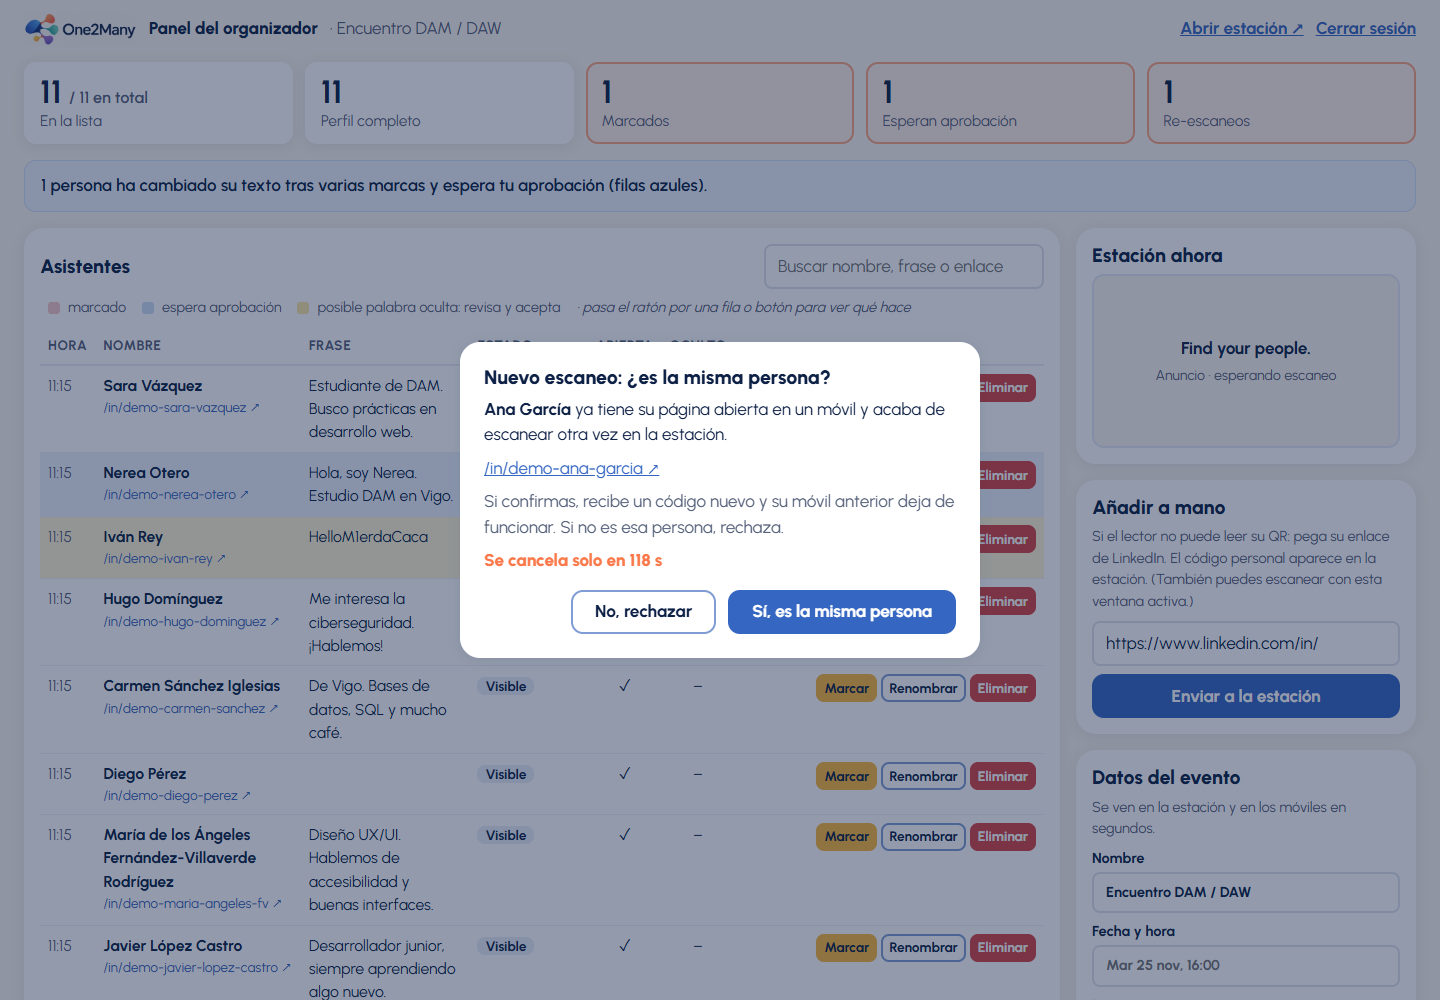 One2Many Panel del organizador · Encuentro DAM / DAW
Abrir estación ↗ Cerrar sesión
11 / 11 en total
En la lista
11
Perfil completo
1
Marcados
1
Esperan aprobación
1
Re-escaneos
1 persona ha cambiado su texto tras varias marcas y espera tu aprobación (filas azules).
Asistentes
Buscar nombre, frase o enlace
marcado espera aprobación posible palabra oculta: revisa y acepta · pasa el ratón por una fila o botón para ver qué hace
HORA NOMBRE FRASE
11:15 Sara Vázquez
/in/demo-sara-vazquez ↗
Estudiante de DAM.
Busco prácticas en
desarrollo web.
Eliminar
11:15 Nerea Otero
/in/demo-nerea-otero ↗
Hola, soy Nerea.
Estudio DAM en Vigo.
Eliminar
11:15 Iván Rey
/in/demo-ivan-rey ↗
HelloM1erdaCaca
Eliminar
11:15 Hugo Domínguez
/in/demo-hugo-dominguez ↗
Me interesa la
ciberseguridad.
¡Hablemos!
Eliminar
11:15 Carmen Sánchez Iglesias
/in/demo-carmen-sanchez ↗
De Vigo. Bases de
datos, SQL y mucho
café.
Visible ✓ – Marcar Renombrar Eliminar
11:15 Diego Pérez
/in/demo-diego-perez ↗
Visible ✓ – Marcar Renombrar Eliminar
11:15 María de los Ángeles
Fernández-Villaverde
Rodríguez
/in/demo-maria-angeles-fv ↗
Diseño UX/UI.
Hablemos de
accesibilidad y
buenas interfaces.
Visible ✓ – Marcar Renombrar Eliminar
11:15 Javier López Castro
/in/demo-javier-lopez-castro ↗
Desarrollador junior,
siempre aprendiendo
algo nuevo.
Visible ✓ – Marcar Renombrar Eliminar
Nuevo escaneo: ¿es la misma persona?
Ana García ya tiene su página abierta en un móvil y acaba de
escanear otra vez en la estación.
/in/demo-ana-garcia ↗
Si confirmas, recibe un código nuevo y su móvil anterior deja de
funcionar. Si no es esa persona, rechaza.
Se cancela solo en 118 s
No, rechazar
Sí, es la misma persona
Estación ahora
Find your people.
Anuncio · esperando escaneo
Añadir a mano
Si el lector no puede leer su QR: pega su enlace
de LinkedIn. El código personal aparece en la
estación. (También puedes escanear con esta
ventana activa.)
https://www.linkedin.com/in/
Enviar a la estación
Datos del evento
Se ven en la estación y en los móviles en
segundos.
Nombre
Encuentro DAM / DAW
Fecha y hora
Mar 25 nov, 16:00